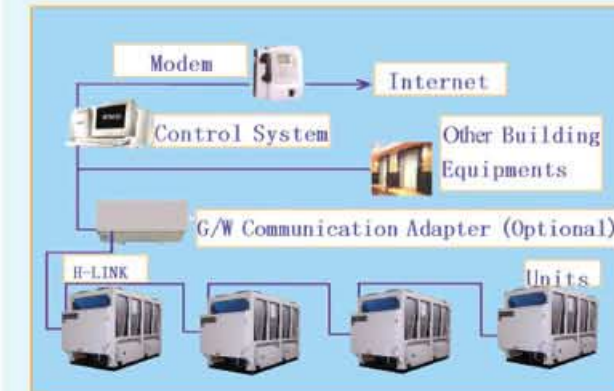 Modem
Internet
Control System
Other Building
Equipments
G/W Communication Adapter (Optional)
H-LINK
Units